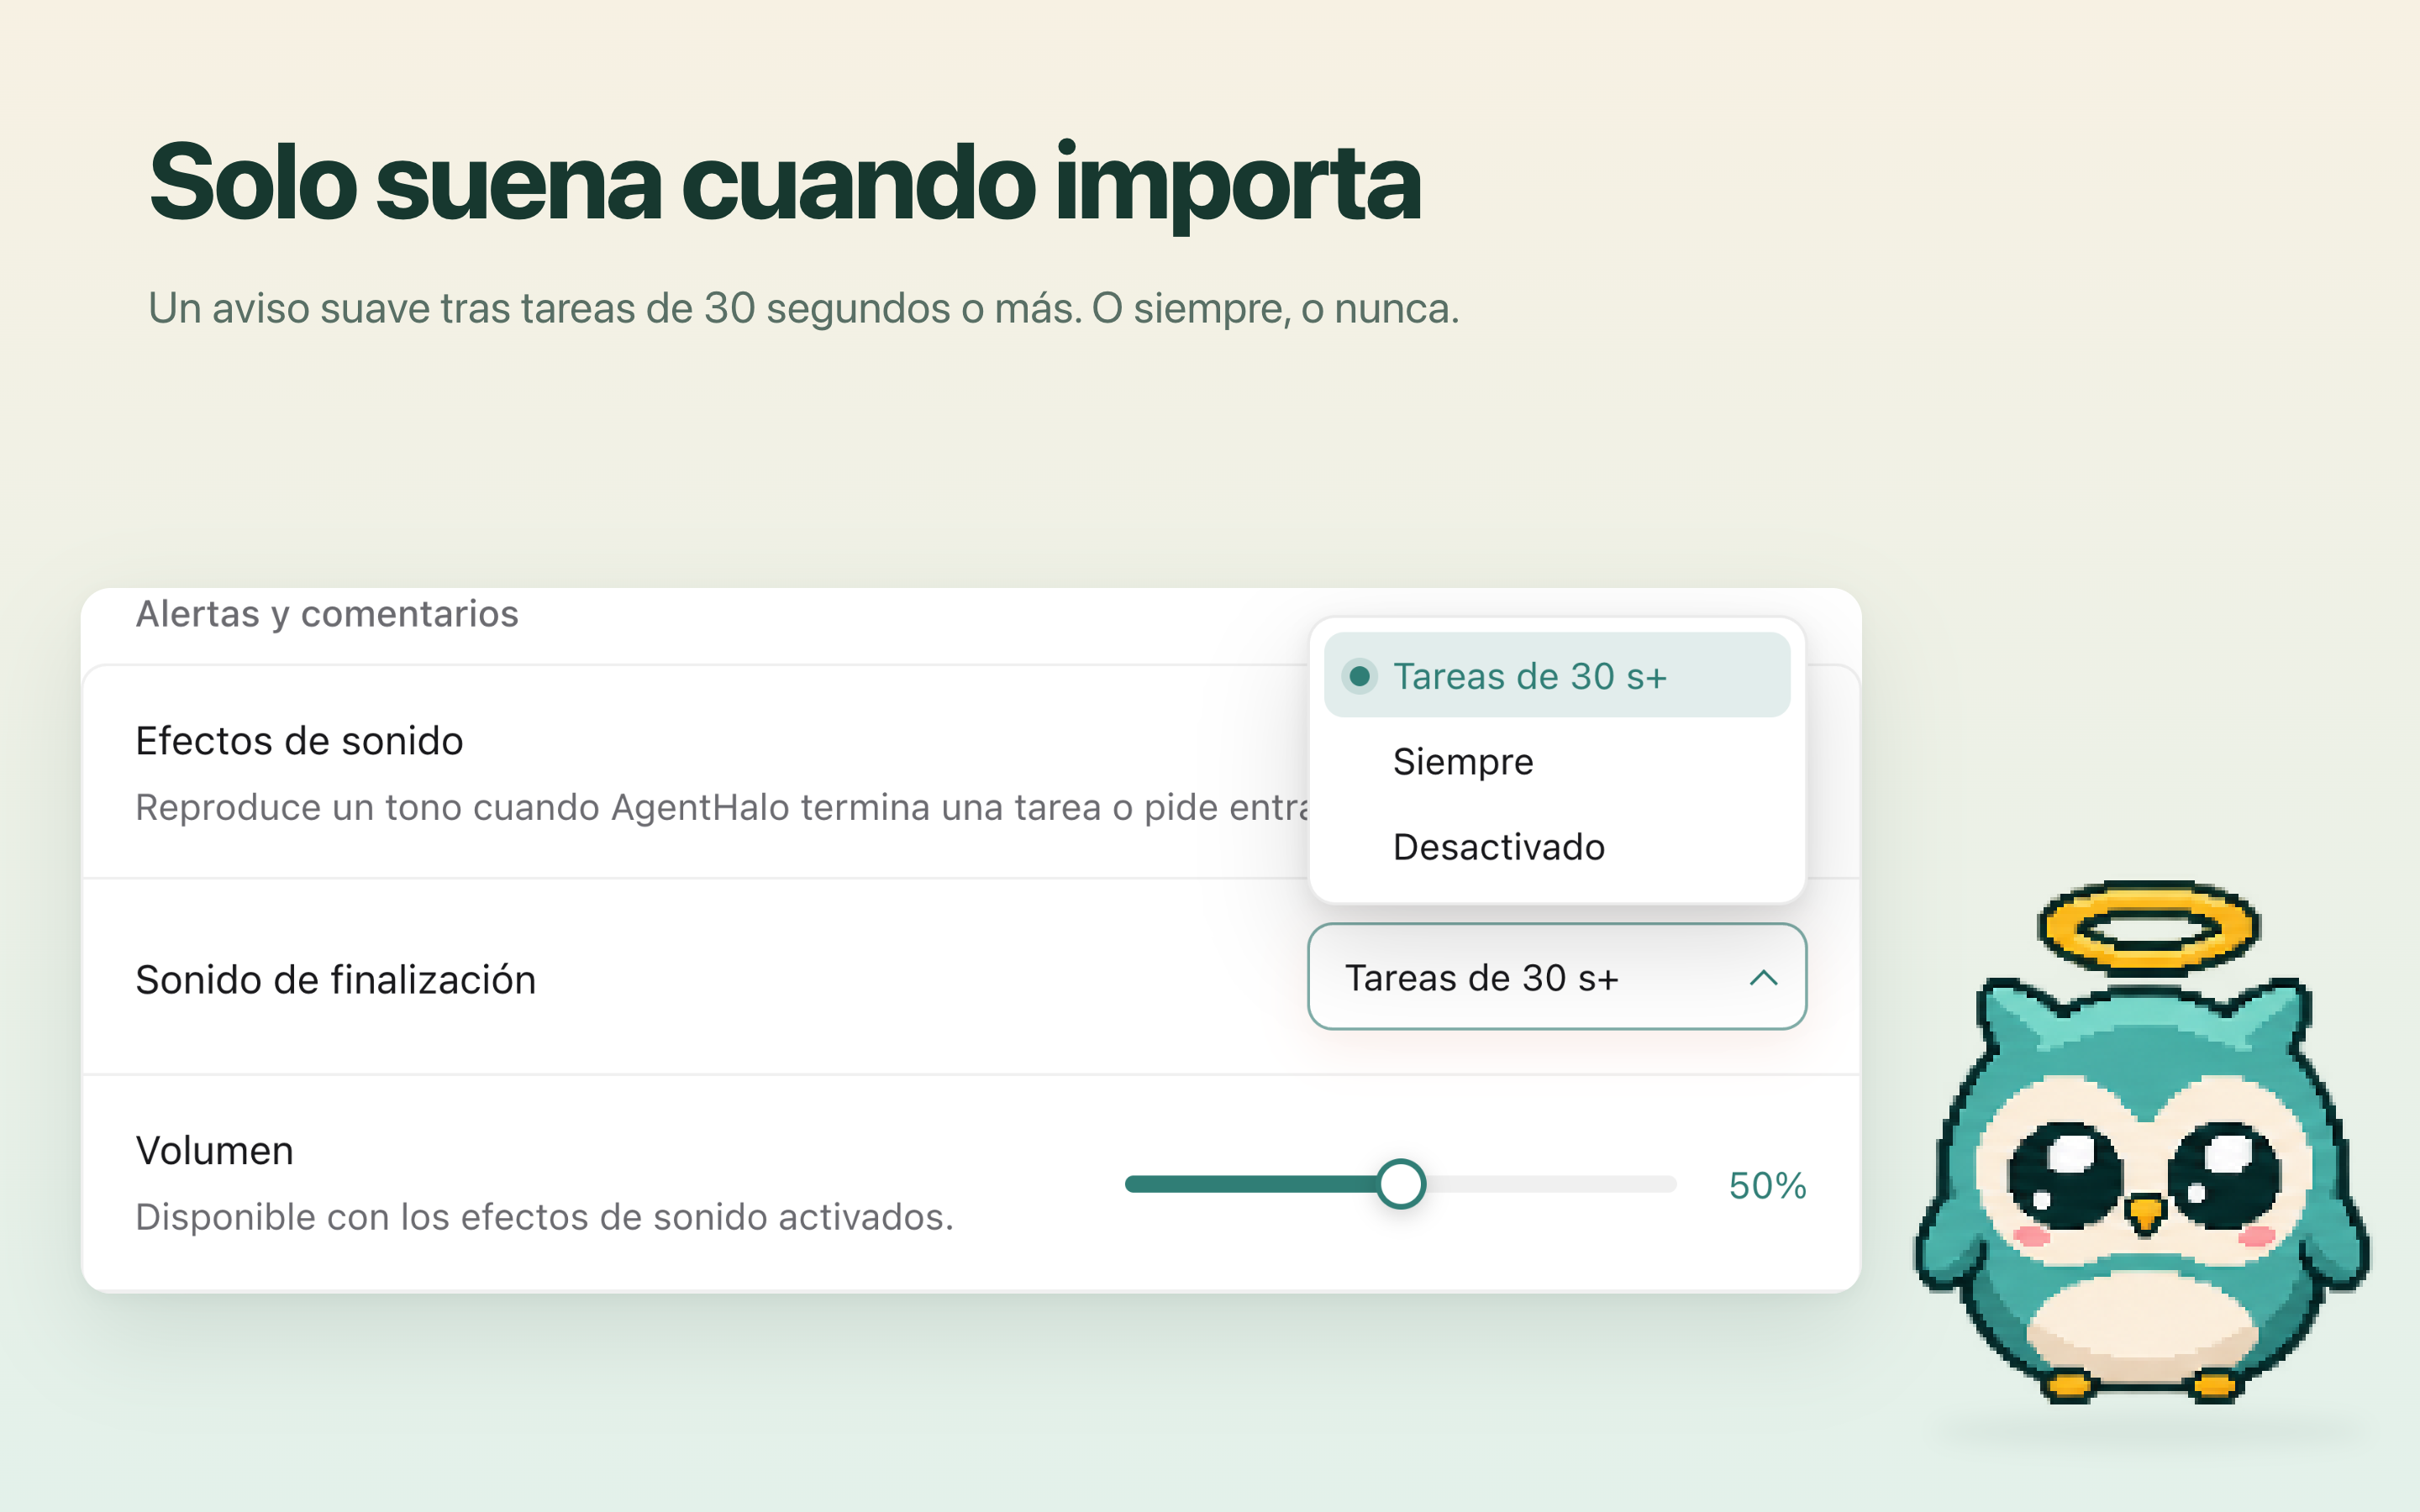 Solo suena cuando importa
Un aviso suave tras tareas de 30 segundos o más. O siempre, o nunca.
Alertas y comentarios
Efectos de sonido
Reproduce un tono cuando AgentHalo termina una tarea o pide
Tareas de 30 s+
Siempre
Desactivado
Sonido de finalización
Tareas de 30 s+
Volumen
Disponible con los efectos de sonido activados.
50%